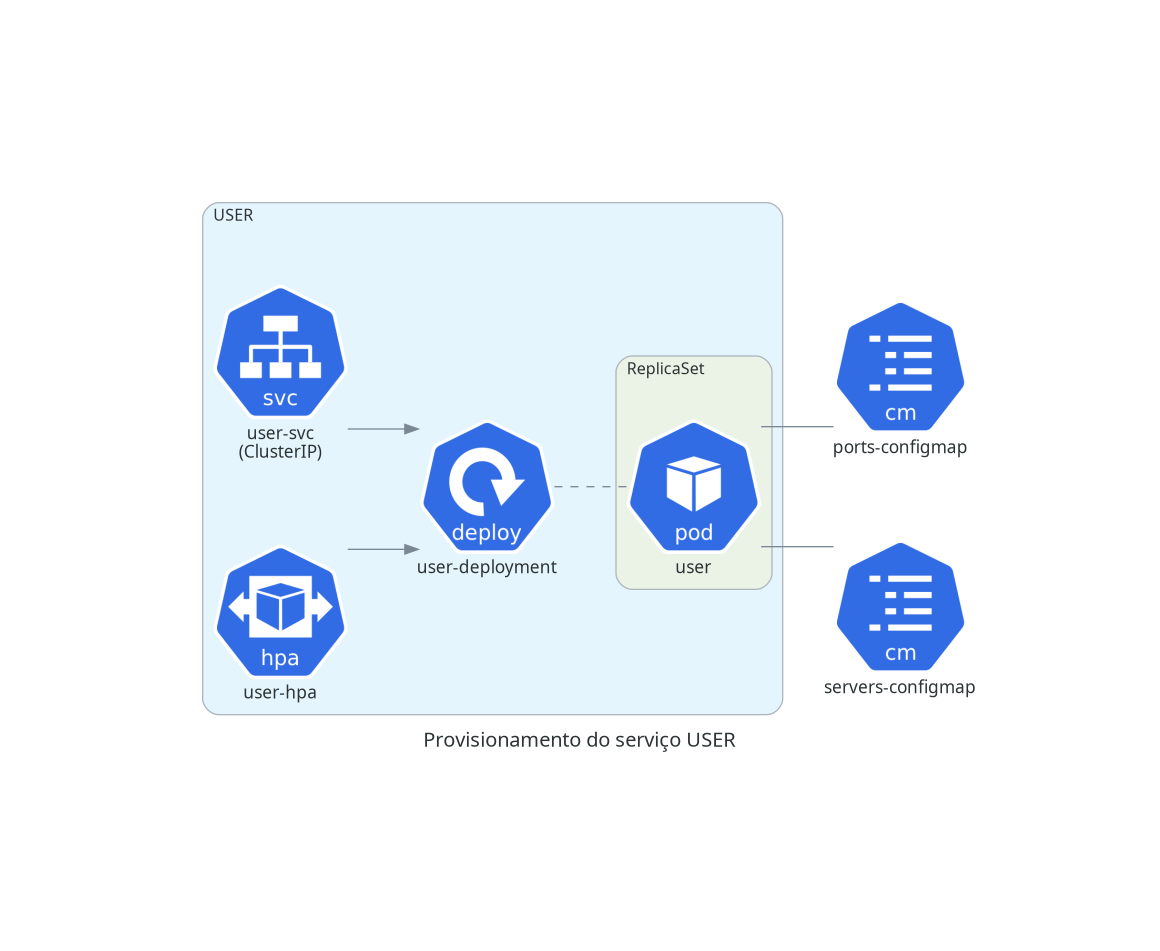 USER
svc
user-svc
(ClusterIP)
hpa
user-hpa
deploy
user-deployment
ReplicaSet
pod
user
cm
ports-configmap
cm
servers-configmap
Provisionamento do serviço USER